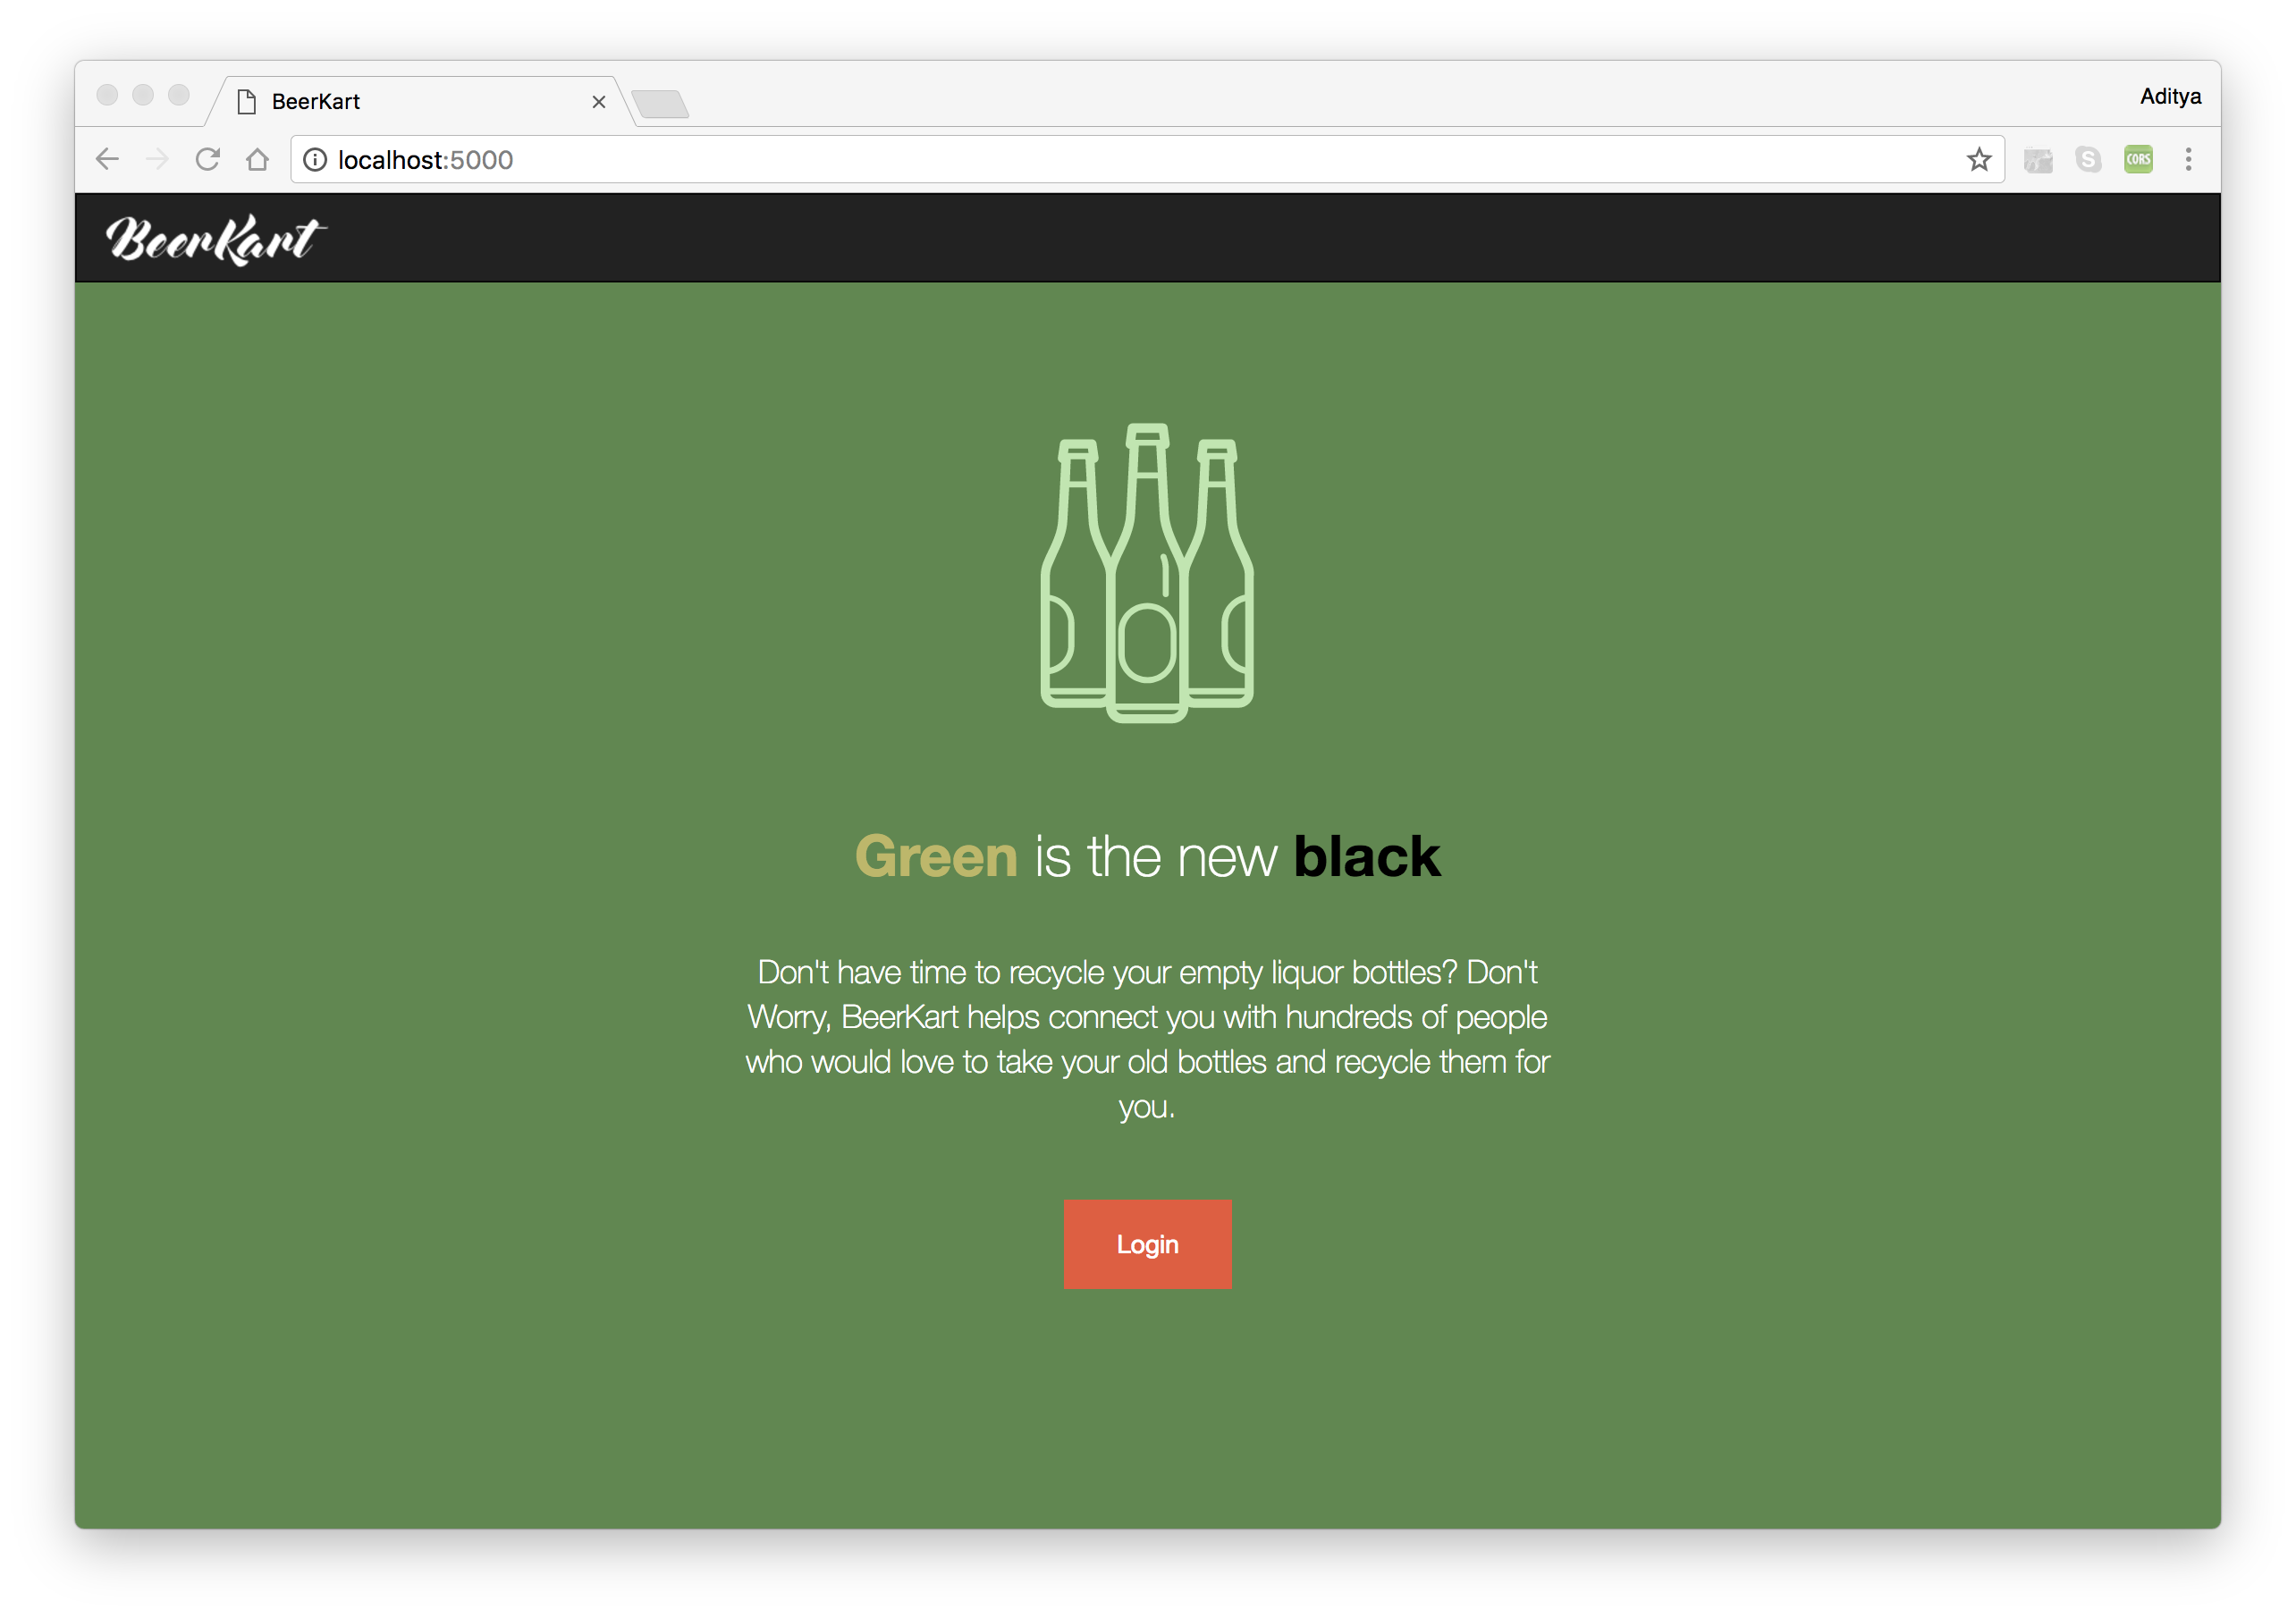 BeerKart
Aditya
localhost:5000
CORS
BeerKart
Green is the new black
Don't have time to recycle your empty liquor bottles? Don't
Worry, BeerKart helps connect you with hundreds of people
who would love to take your old bottles and recycle them for
you.
Login